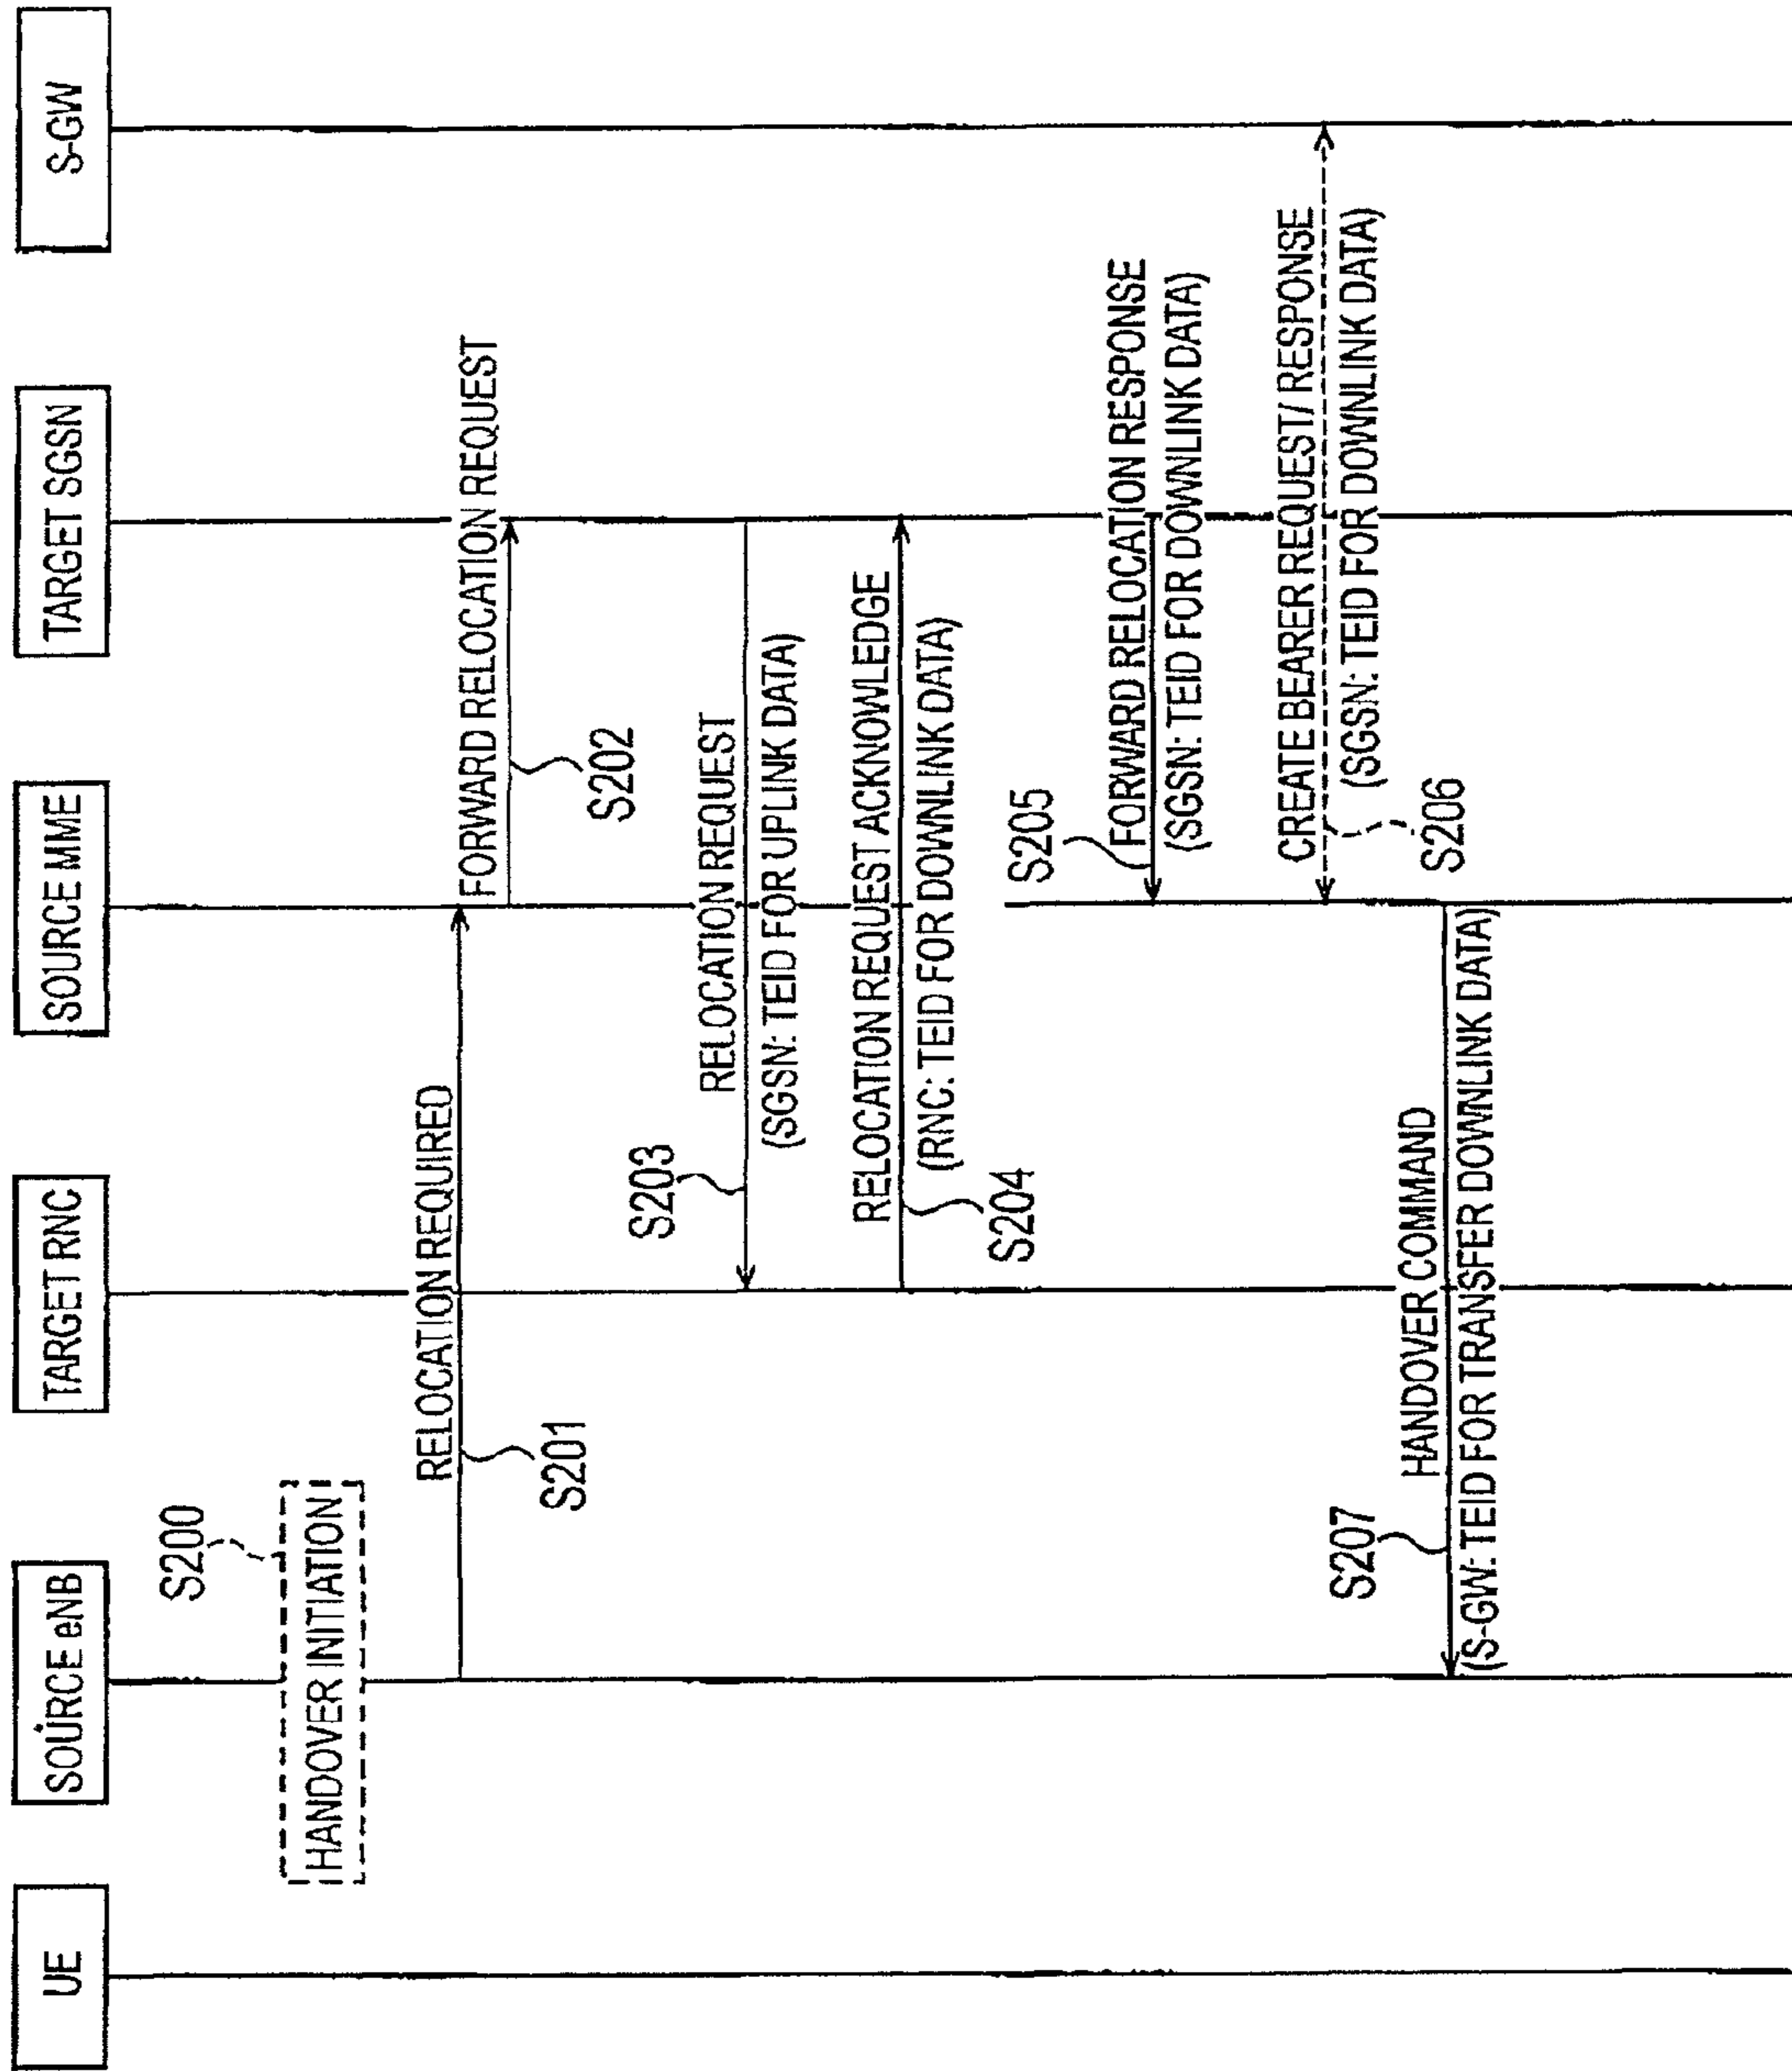 UE
SOURCE eNB
TARGET RNC
SOURCE MME
TARGET SGSN
S-GW
S200
HANDOVER INITIATION
RELOCATION REQUIRED
S201
FORWARD RELOCATION REQUEST
S202
S203
RELOCATION REQUEST
(SGSN: TEID FOR UPLINK DATA)
RELOCATION REQUEST ACKNOWLEDGE
(RNC: TEID FOR DOWNLINK DATA)
S204
S205
FORWARD RELOCATION RESPONSE
(SGSN: TEID FOR DOWNLINK DATA)
CREATE BEARER REQUEST/ RESPONSE
(SGSN: TEID FOR DOWNLINK DATA)
S206
S207
HANDOVER COMMAND
(S-GW: TEID FOR TRANSFER DOWNLINK DATA)